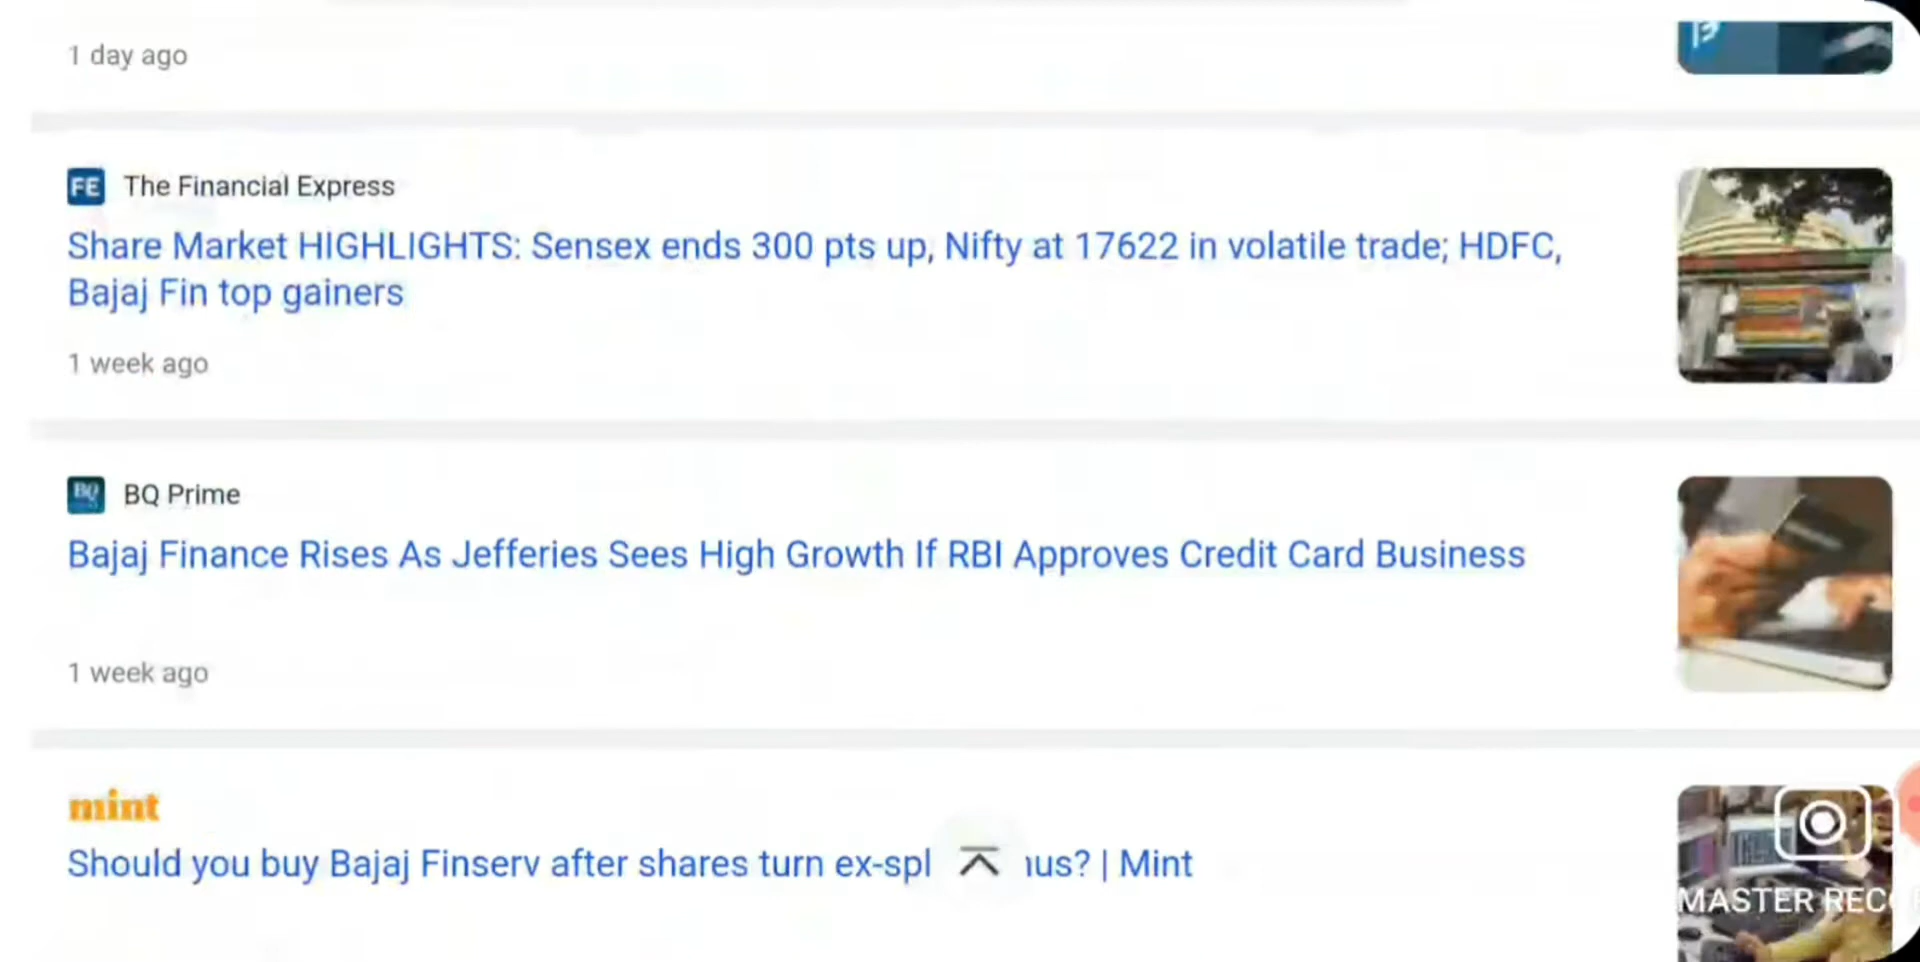 1 day ago
FE The Financial Express
Share Market HIGHLIGHTS: Sensex ends 300 pts up, Nifty at 17622 in volatile trade; HDFC,
Bajaj Fin top gainers
1 week ago
BQ BQ Prime
Bajaj Finance Rises As Jefferies Sees High Growth If RBI Approves Credit Card Business
1 week ago
mint
Should you buy Bajaj Finserv after shares turn ex-spl nus? | Mint
MASTER REC